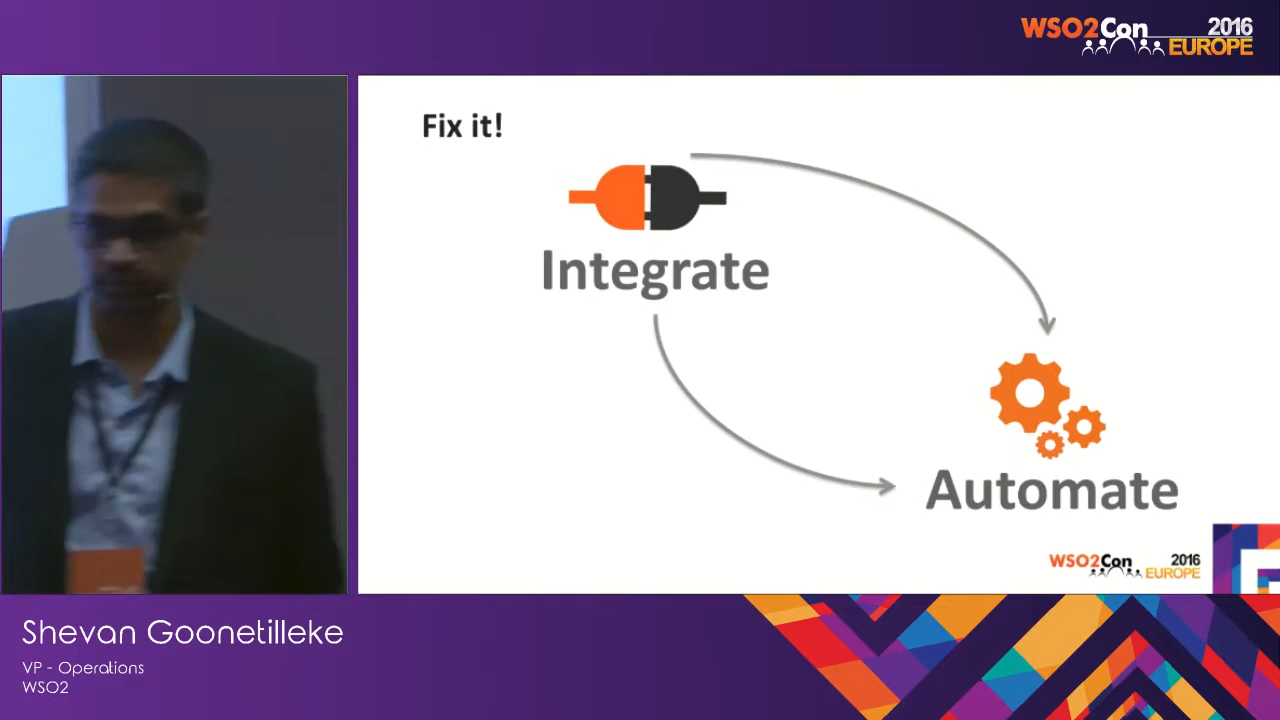 WSO2Con 2016
EUROPE
Fix it!
Integrate
Automate
WSO2Con 2016
EUROPE
Shevan Goonetilleke
VP - Operations
WSO2